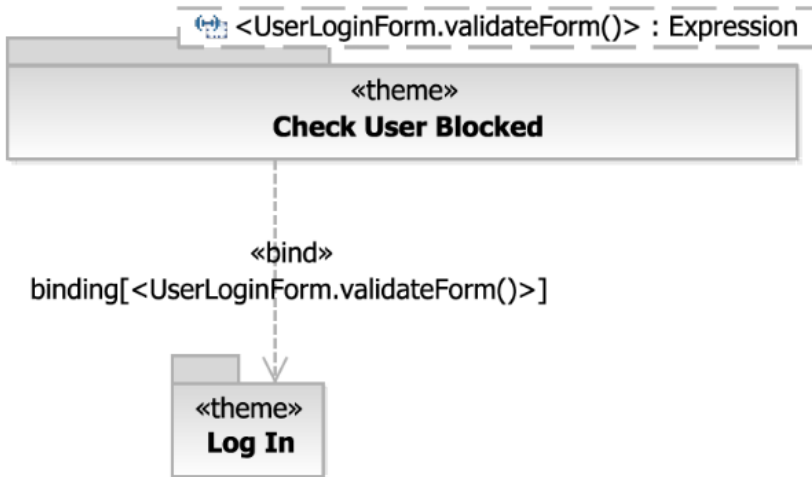 <UserLoginForm.validateForm()> : Expression
«theme»
Check User Blocked
«bind»
binding[<UserLoginForm.validateForm()>]
«theme»
Log In